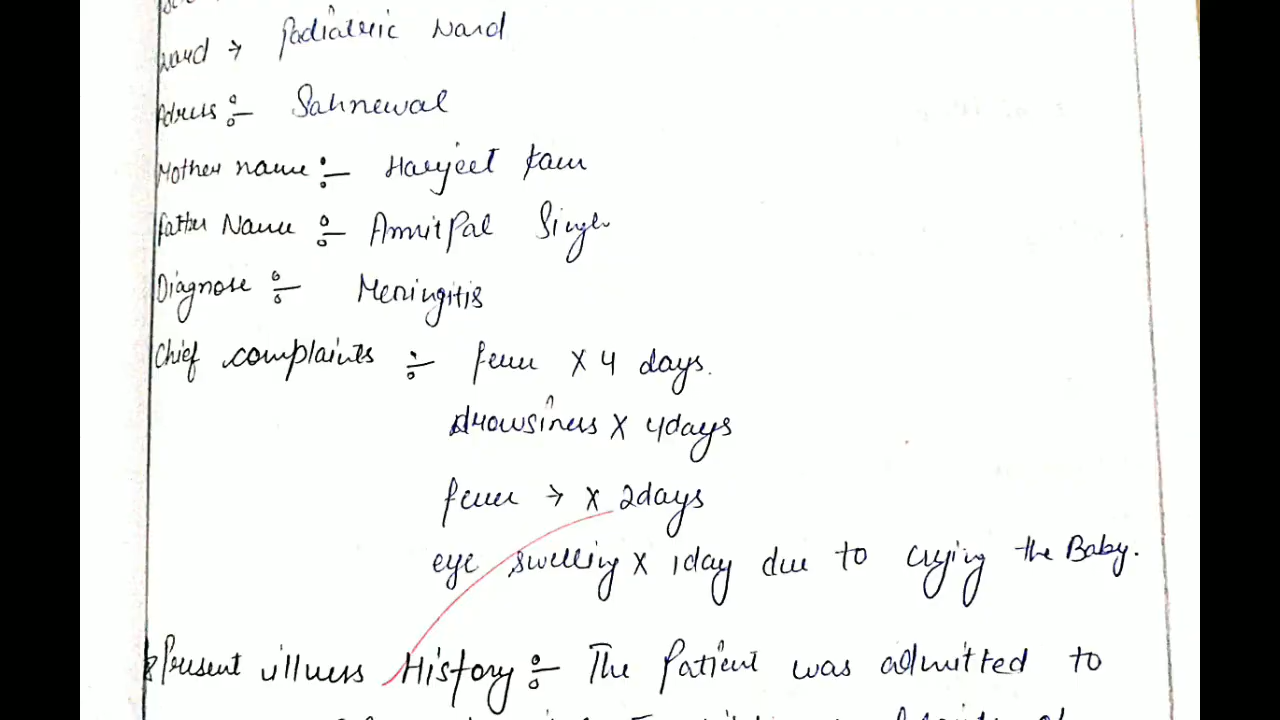 Ward → Padiatric Ward
Adress :- Sahnewal
Mother name :- Harjeet Kaur
Father Name :- AmritPal Singh
Diagnose :- Meningitis
Chief complaints :- fever X 4 days.
drowsiness X 4days
fever → X 2days
eye swelling X 1day due to crying the Baby.
Present illness History :- The Patient was admitted to